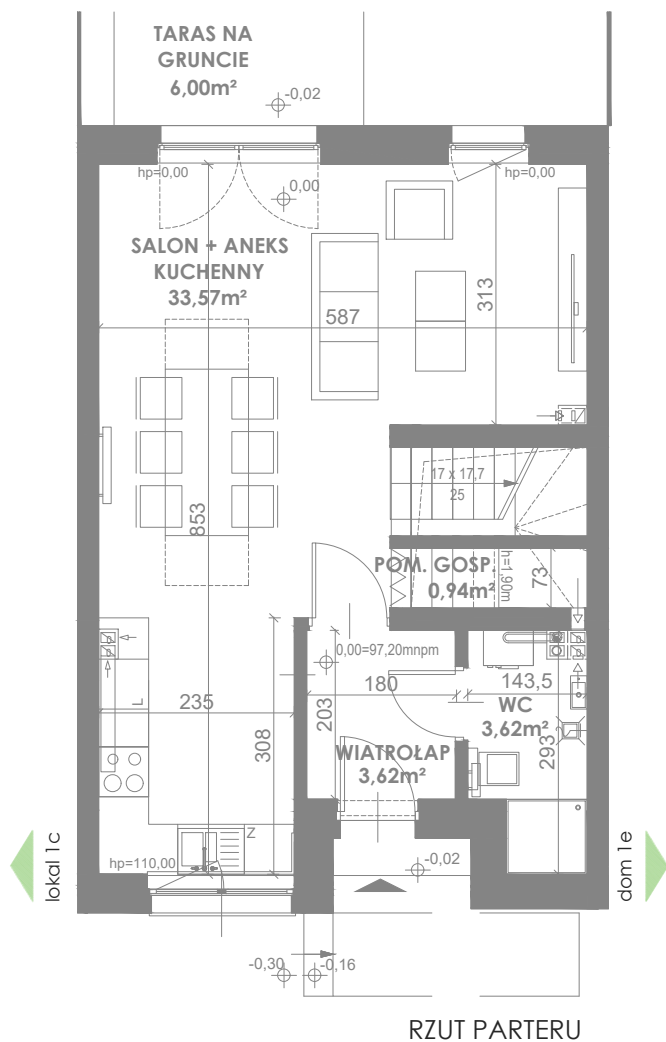 TARAS NA
GRUNCIE
6,00m²
-0,02
hp=0,00
hp=0,00
0,00
SALON + ANEKS
KUCHENNY
33,57m²
313
587
17 x 17,7
25
853
POM. GOSP.
0,94m²
h=1,90m
73
0,00=97,20mnpm
180
143,5
L
235
203
WC
3,62m²
308
293
WIATROŁAP
3,62m²
Z
hp=110,00
-0,02
lokal 1c
dom 1e
-0,30
-0,16
RZUT PARTERU